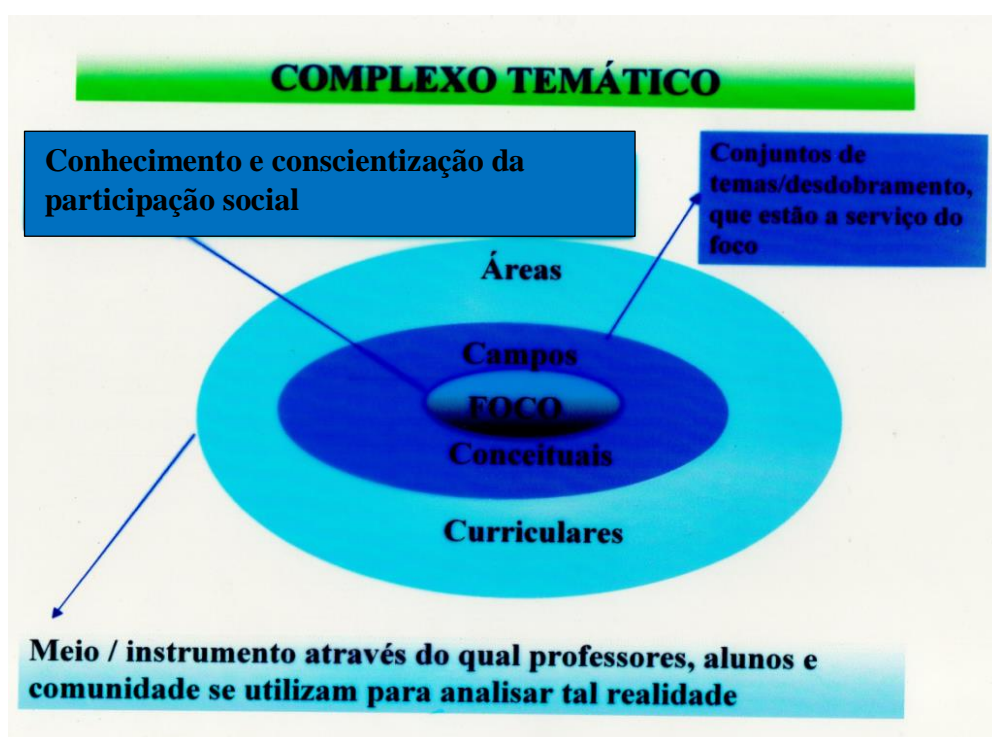 COMPLEXO TEMÁTICO
Conhecimento e conscientização da
participação social
Conjuntos de
temas/desdobramento,
que estão a serviço do
foco
Áreas
Campos
FOCO
Conceituais
Curriculares
Meio / instrumento através do qual professores, alunos e
comunidade se utilizam para analisar tal realidade